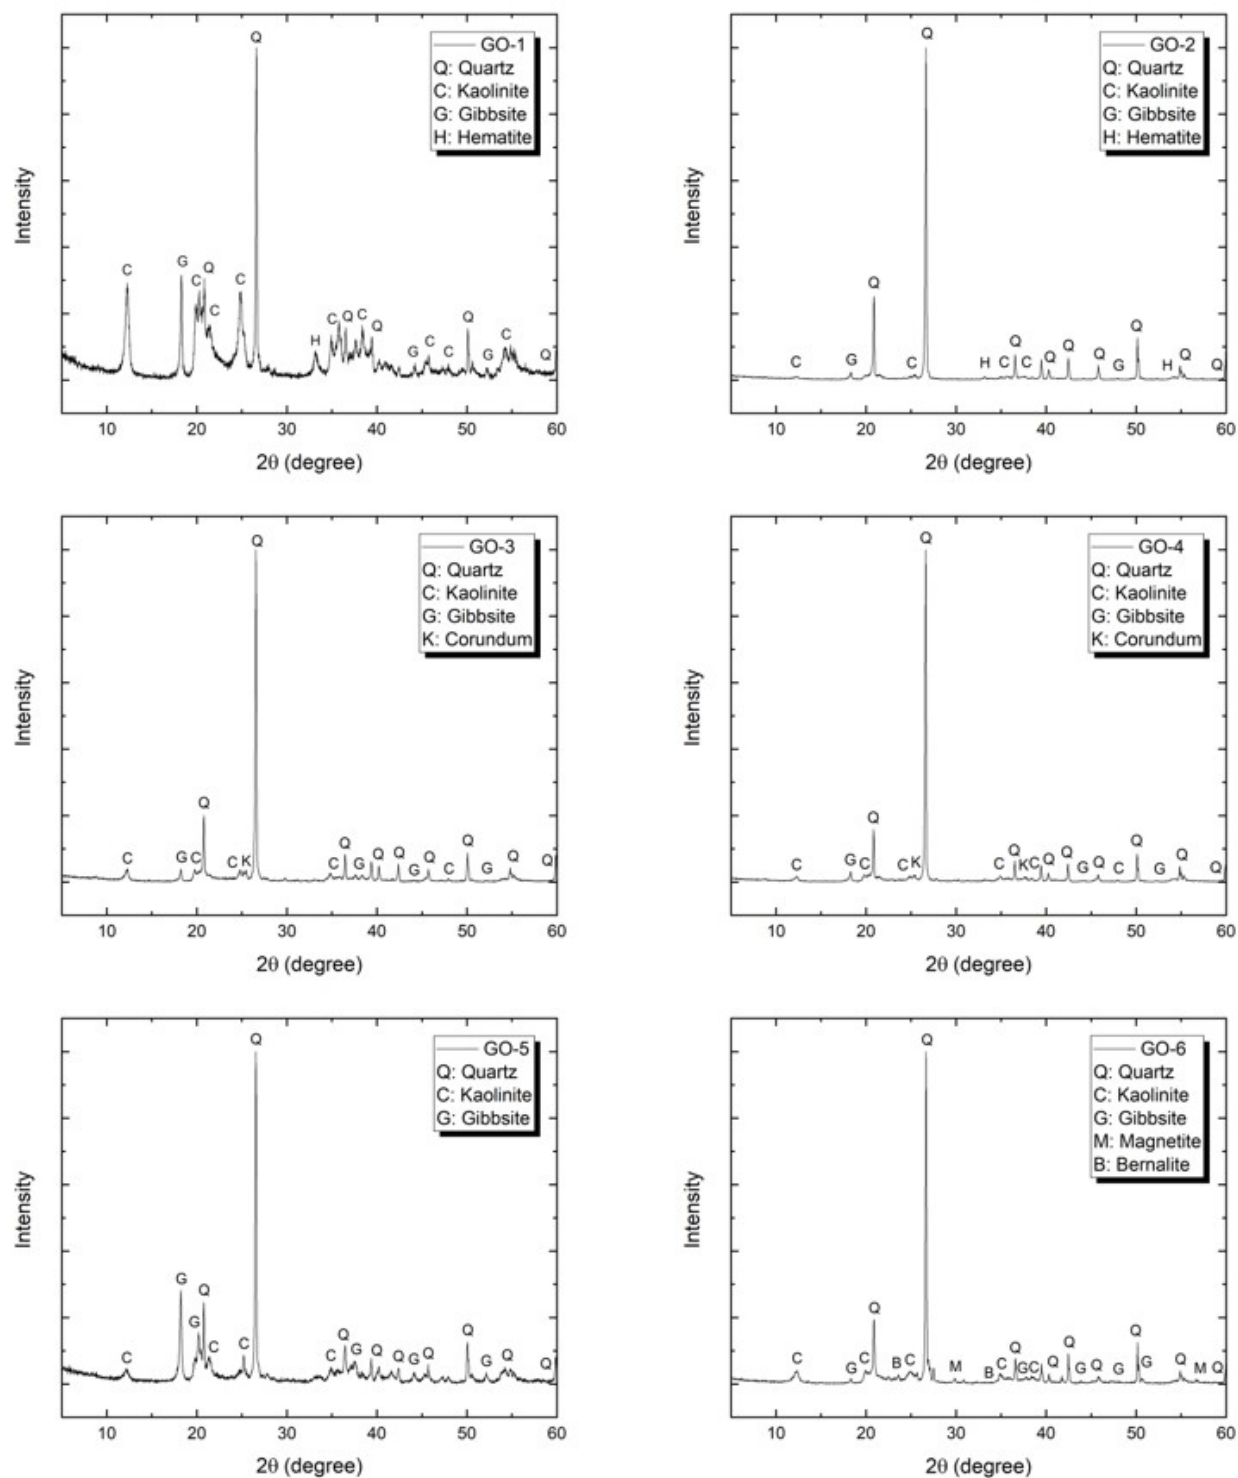 GO-1
Q: Quartz
C: Kaolinite
G: Gibbsite
H: Hematite
Q
C
G
C
Q
C
C
H
C
Q
C
Q
G
C
C
Q
G
C
Q
Intensity
10 20 30 40 50 60
2θ (degree)
GO-2
Q: Quartz
C: Kaolinite
G: Gibbsite
H: Hematite
Q
C
G
Q
C
H
C
Q
C
Q
Q
Q
G
Q
H
Q
Q
Intensity
10 20 30 40 50 60
2θ (degree)
GO-3
Q: Quartz
C: Kaolinite
G: Gibbsite
K: Corundum
Q
C
G
C
Q
C
K
C
Q
G
Q
Q
G
Q
C
Q
G
Q
Q
Intensity
10 20 30 40 50 60
2θ (degree)
GO-4
Q: Quartz
C: Kaolinite
G: Gibbsite
K: Corundum
Q
C
G
C
Q
C
K
C
Q
K
C
Q
Q
G
Q
C
Q
G
Q
Q
Intensity
10 20 30 40 50 60
2θ (degree)
GO-5
Q: Quartz
C: Kaolinite
G: Gibbsite
Q
C
G
G
Q
C
C
C
Q
G
Q
Q
G
Q
Q
G
Q
Q
Intensity
10 20 30 40 50 60
2θ (degree)
GO-6
Q: Quartz
C: Kaolinite
G: Gibbsite
M: Magnetite
B: Bernalite
Q
C
G
C
Q
B
C
M
B
C
Q
G
C
Q
Q
G
Q
G
Q
G
Q
M
Q
Intensity
10 20 30 40 50 60
2θ (degree)